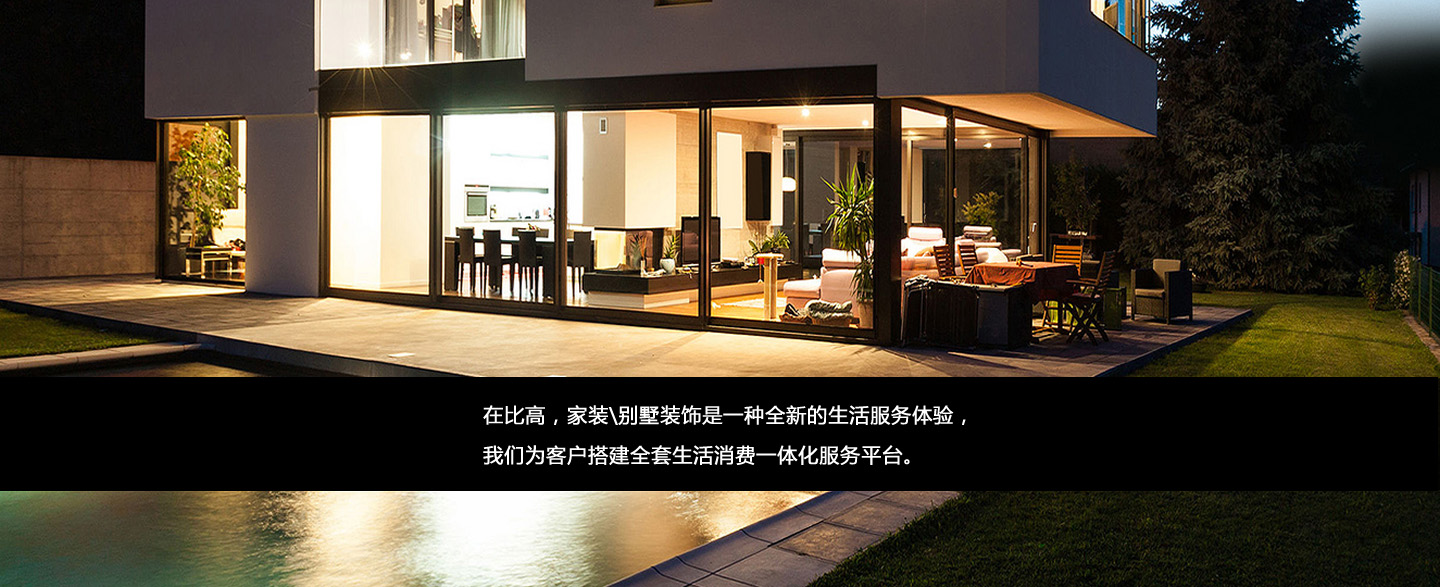 在比高，家装\别墅装饰是一种全新的生活服务体验，
我们为客户搭建全套生活消费一体化服务平台。